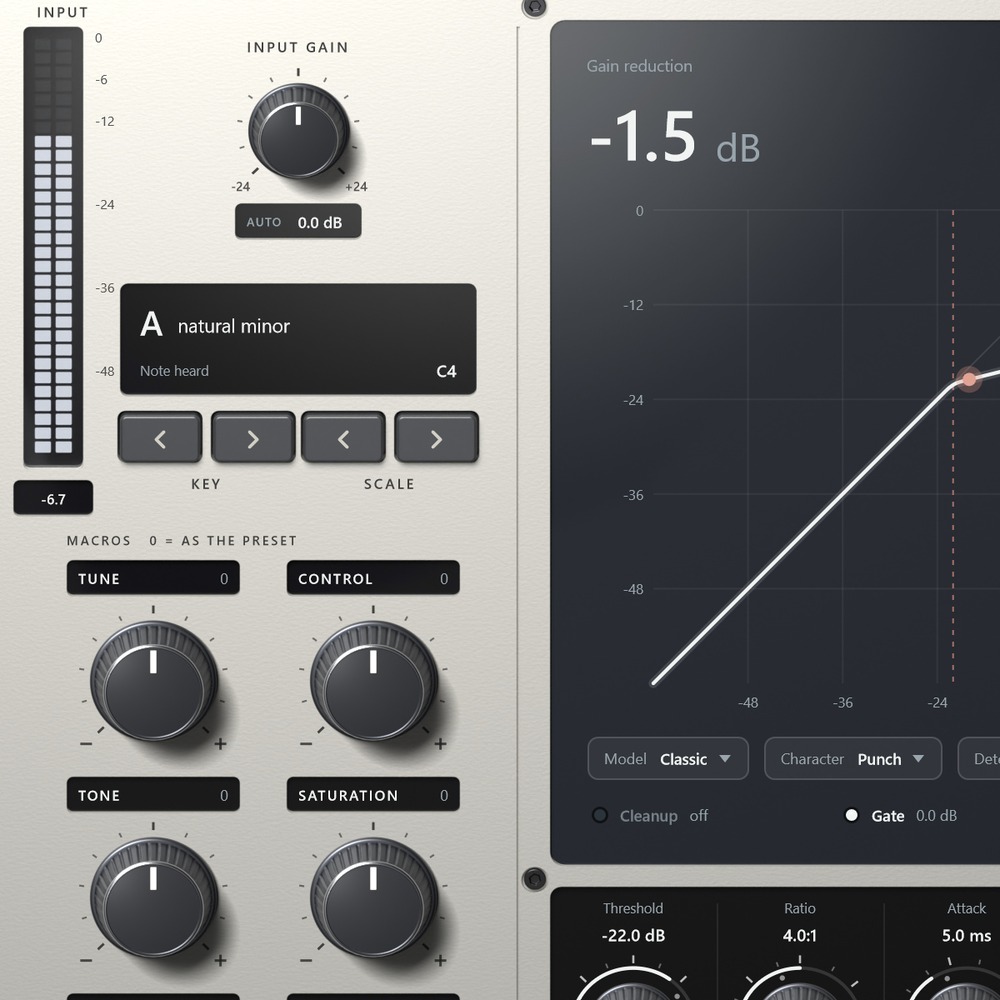 INPUT
0
-6
-12
-24
-36
-48
-6.7
INPUT GAIN
-24 +24
AUTO 0.0 dB
A natural minor
Note heard C4
KEY SCALE
MACROS 0 = AS THE PRESET
TUNE 0
CONTROL 0
− +
− +
TONE 0
SATURATION 0
− +
− +
Gain reduction
-1.5 dB
0
-12
-24
-36
-48
-48 -36 -24
Model Classic
Character Punch
Cleanup off
Gate 0.0 dB
Threshold Ratio Attack
-22.0 dB 4.0:1 5.0 ms